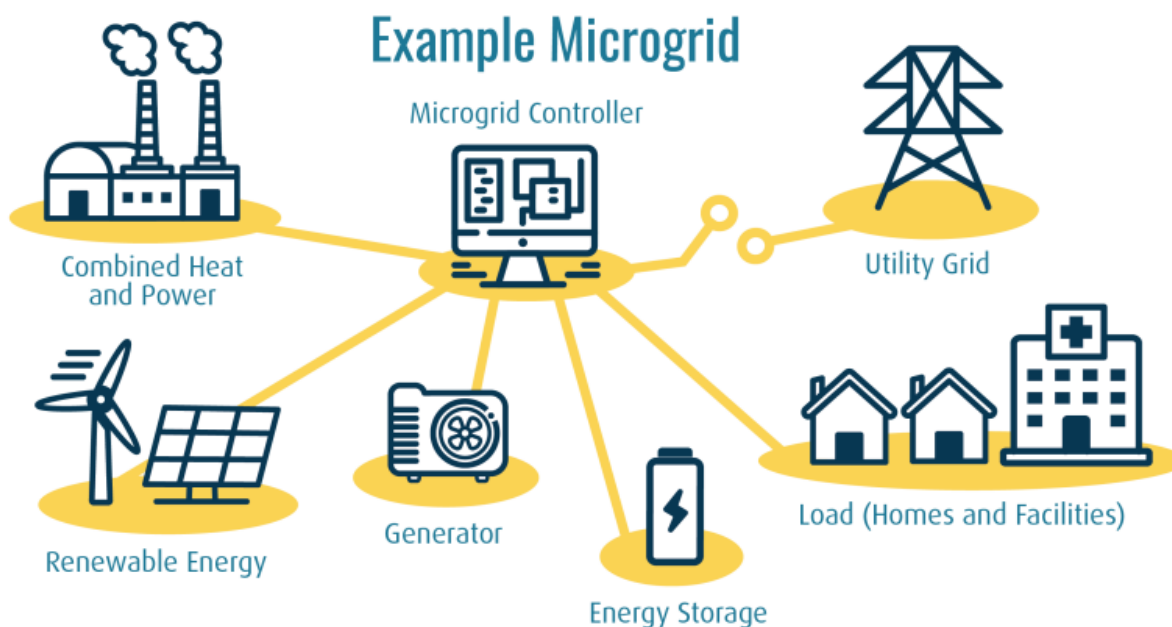 Example Microgrid
Microgrid Controller
Combined Heat
and Power
Utility Grid
Renewable Energy
Generator
Energy Storage
Load (Homes and Facilities)